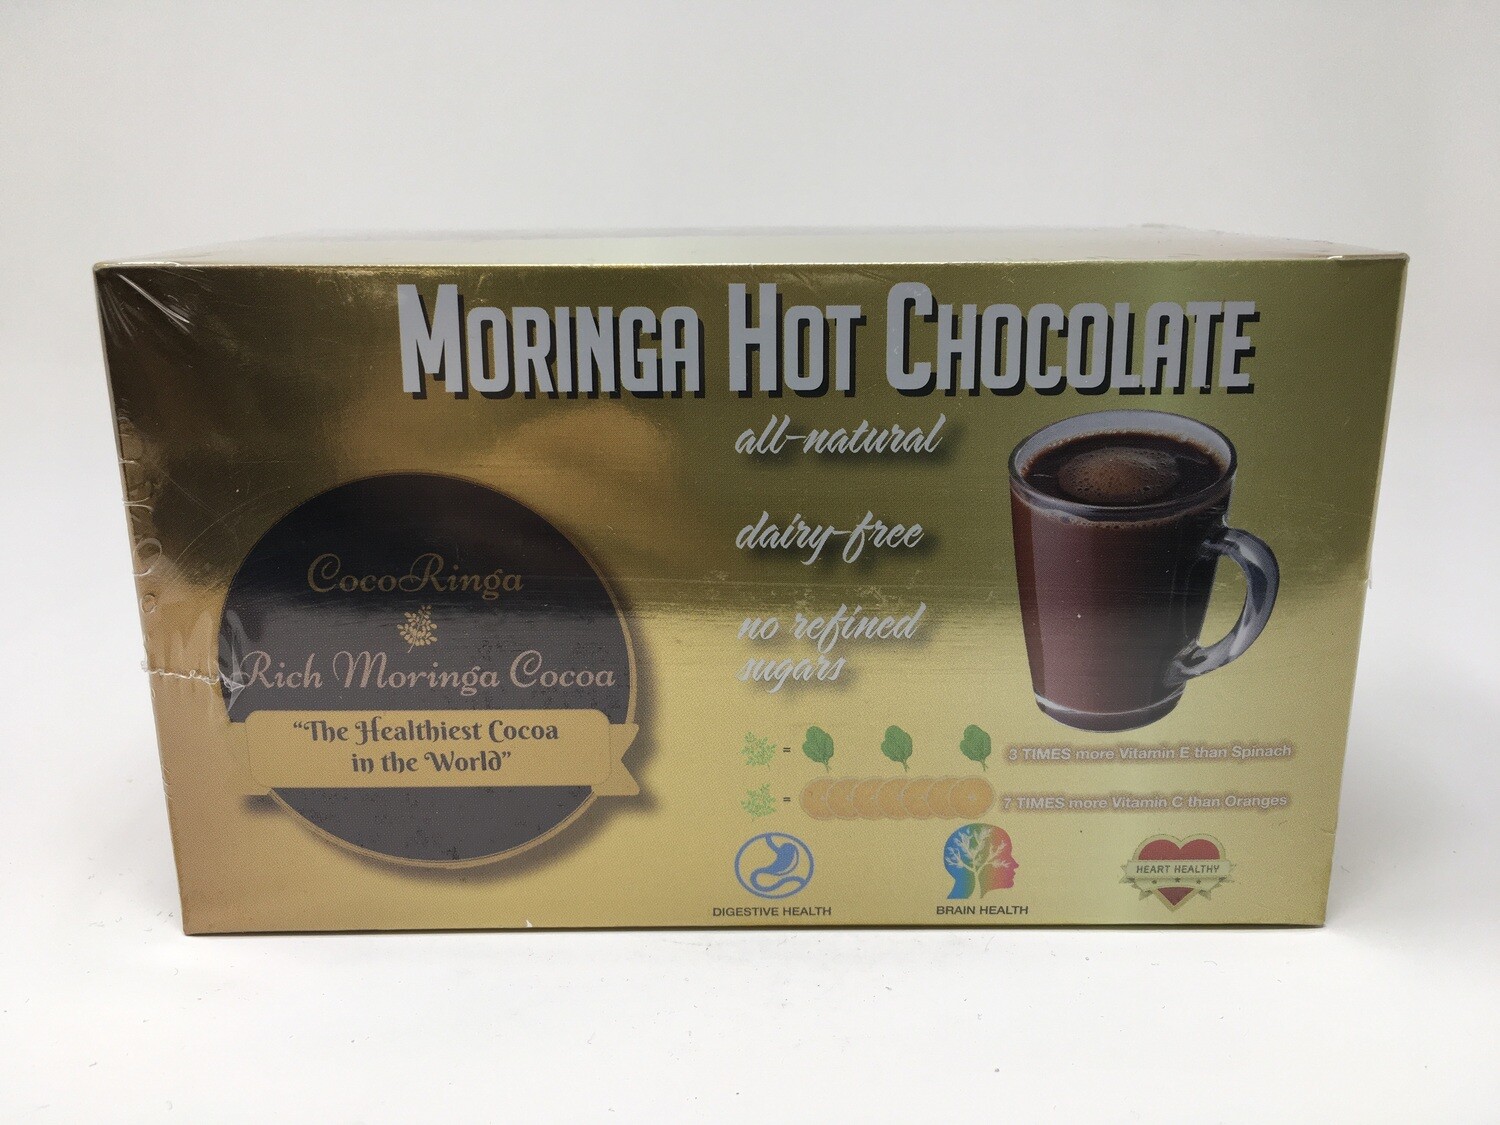 MORINGA HOT CHOCOLATE
all-natural
dairy-free
no refined
sugars
CocoRinga
Rich Moringa Cocoa
“The Healthiest Cocoa
in the World”
= 3 TIMES more Vitamin E than Spinach
= 7 TIMES more Vitamin C than Oranges
DIGESTIVE HEALTH
BRAIN HEALTH
HEART HEALTHY